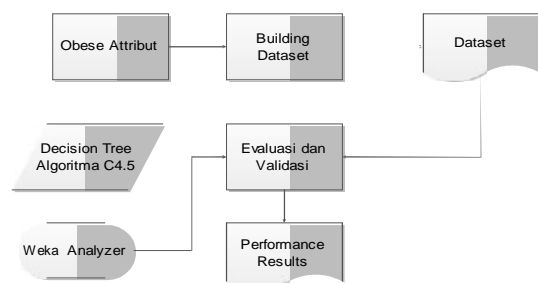 Obese Attribut
Building
Dataset
Dataset
Decision Tree
Algoritma C4.5
Evaluasi dan
Validasi
Weka Analyzer
Performance
Results